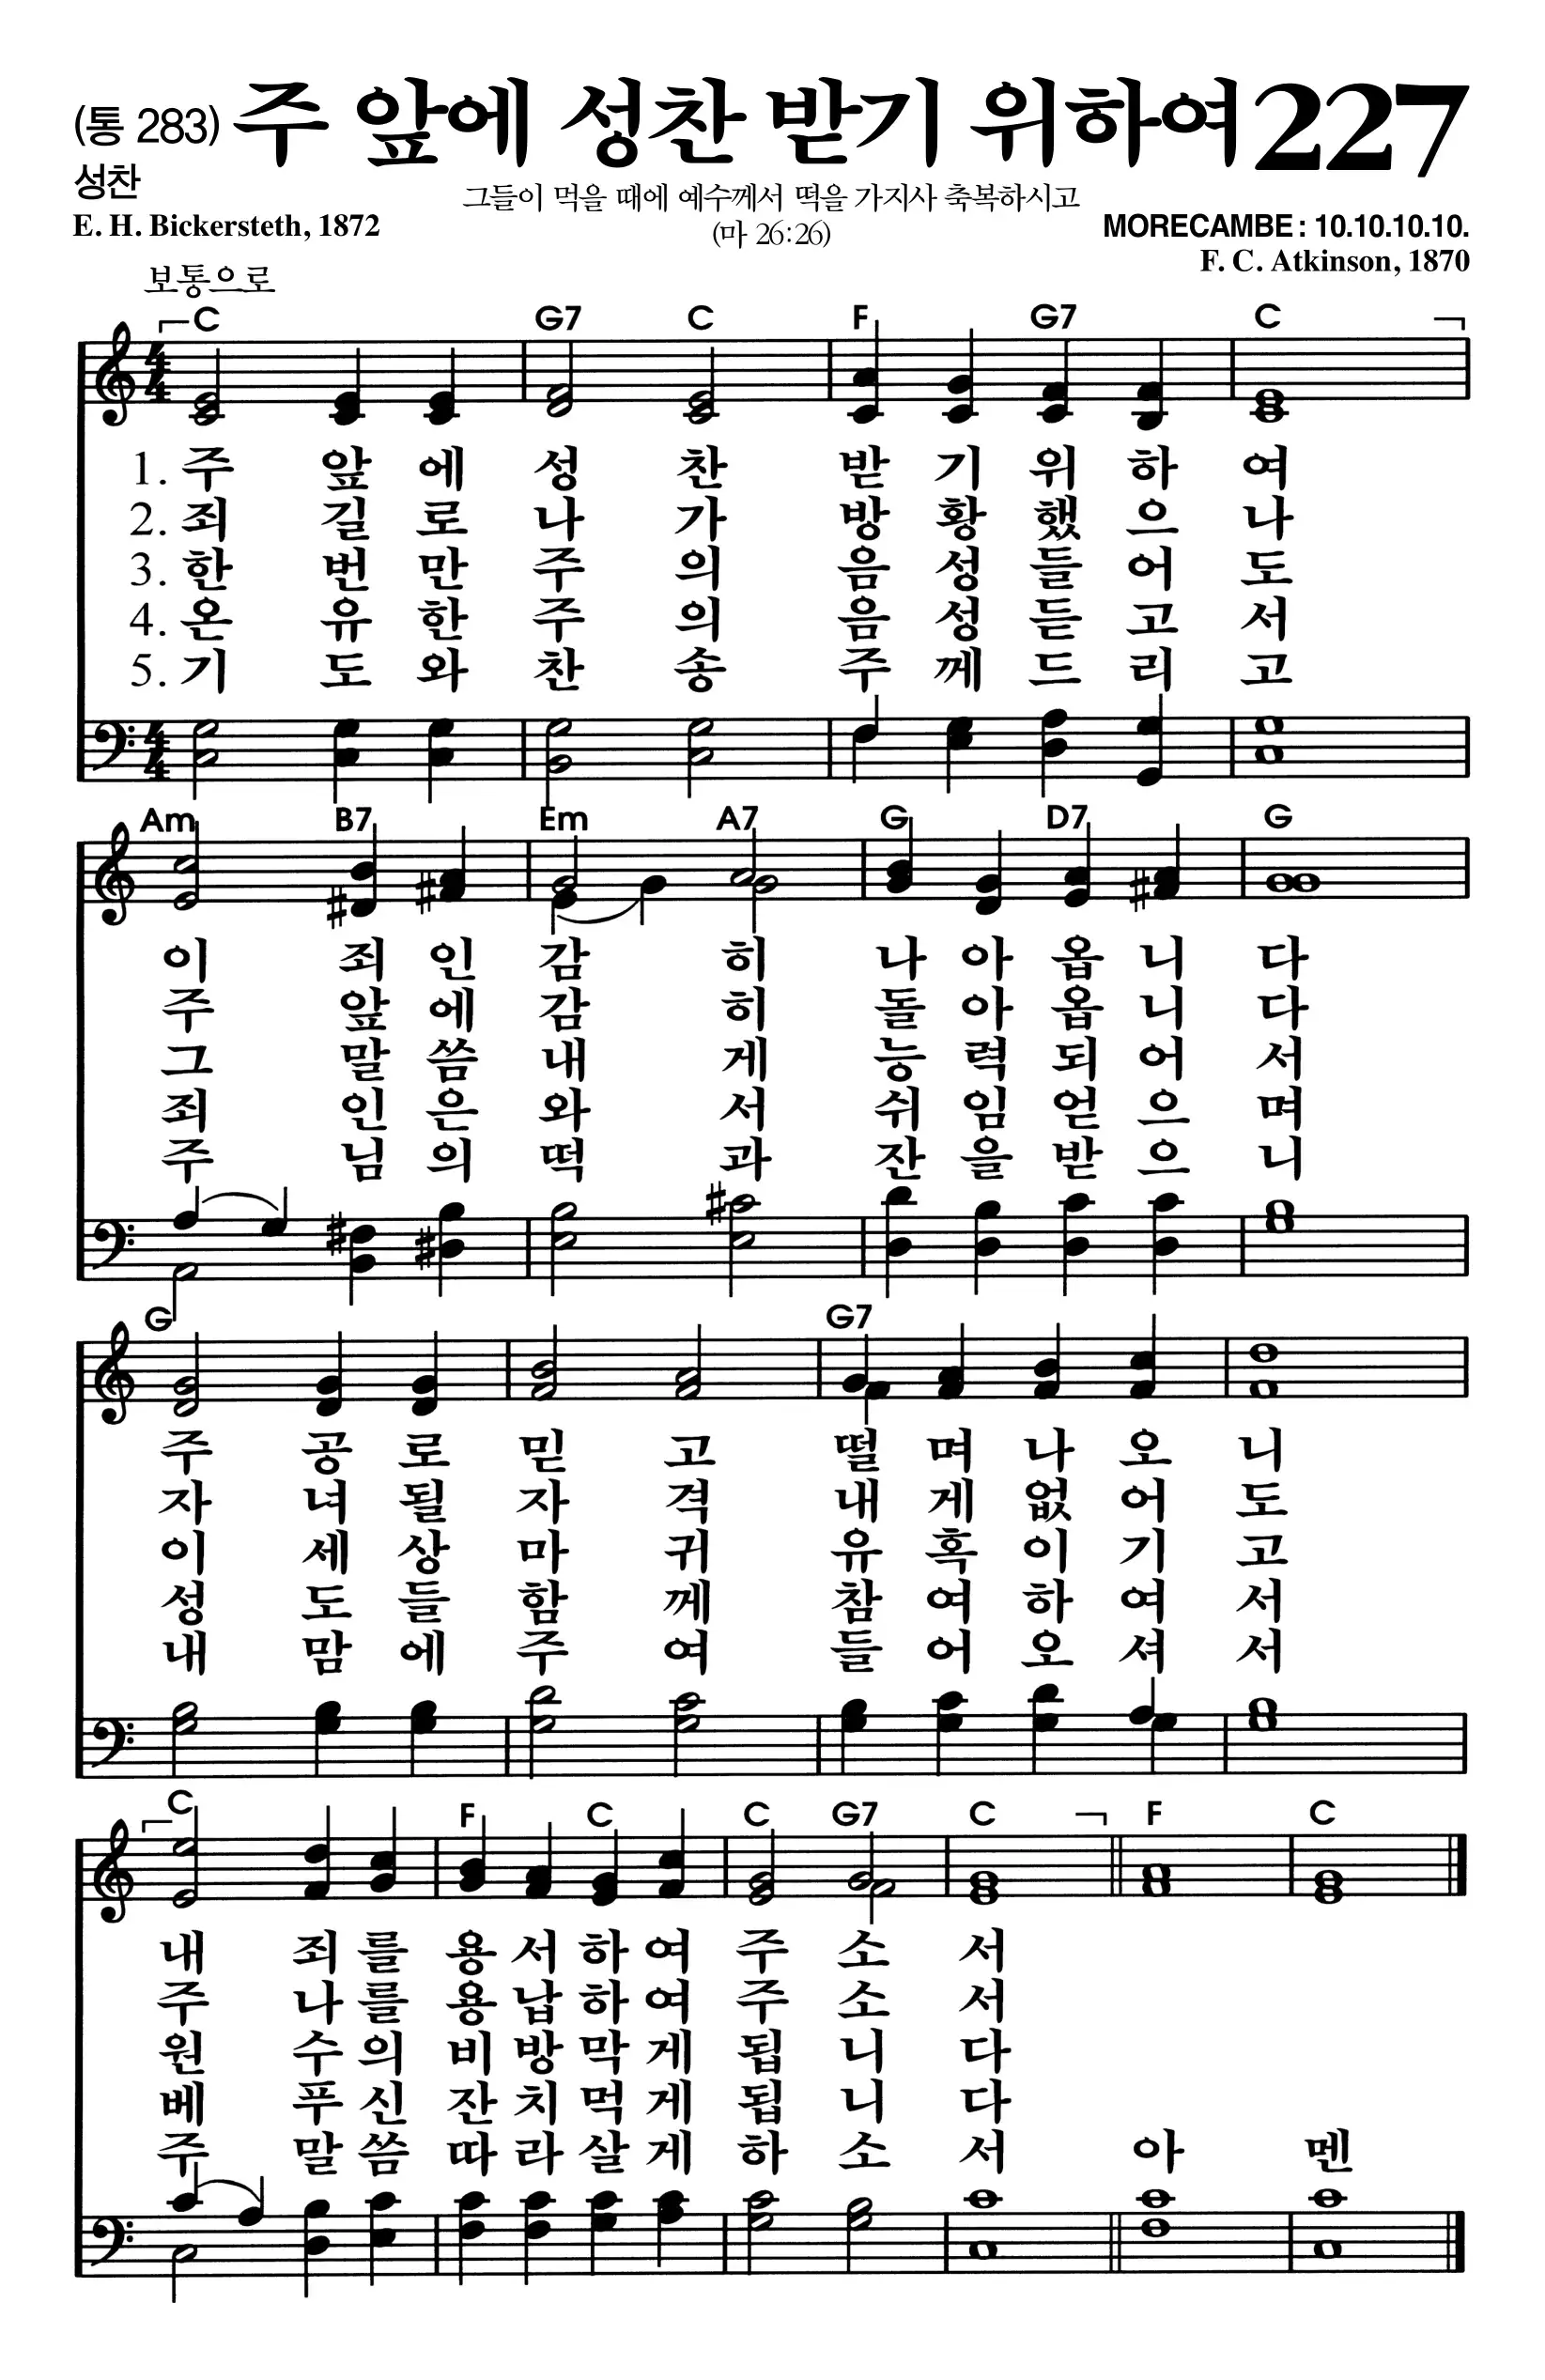 (통 283) 주 앞에 성찬 받기 위하여 227
성찬
그들이 먹을 때에 예수께서 떡을 가지사 축복하시고
(마 26:26)
E. H. Bickersteth, 1872
MORECAMBE : 10.10.10.10.
F. C. Atkinson, 1870
보통으로
C G7 C F G7 C
4 4
1. 주 앞 에 성 찬 받 기 위 하 여
2. 죄 길 로 나 가 방 황 했 으 나
3. 한 번 만 주 의 음 성 들 어 도
4. 온 유 한 주 의 음 성 듣 고 서
5. 기 도 와 찬 송 주 께 드 리 고
4 4
Am B7 Em A7 G D7 G
이 죄 인 감 히 나 아 옵 니 다
주 앞 에 감 히 돌 아 옵 니 다
그 말 씀 내 게 능 력 되 어 서
죄 인 은 와 서 쉬 임 얻 으 며
주 님 의 떡 과 잔 을 받 으 니
G G7
주 공 로 믿 고 떨 며 나 오 니
자 녀 될 자 격 내 게 없 어 도
이 세 상 마 귀 유 혹 이 기 고
성 도 들 함 께 참 여 하 여 서
내 맘 에 주 여 들 어 오 셔 서
C F C C G7 C F C
내 죄 를 용 서 하 여 주 소 서
주 나 를 용 납 하 여 주 소 서
원 수 의 비 방 막 게 됩 니 다
베 푸 신 잔 치 먹 게 됩 니 다
주 말 씀 따 라 살 게 하 소 서 아 멘